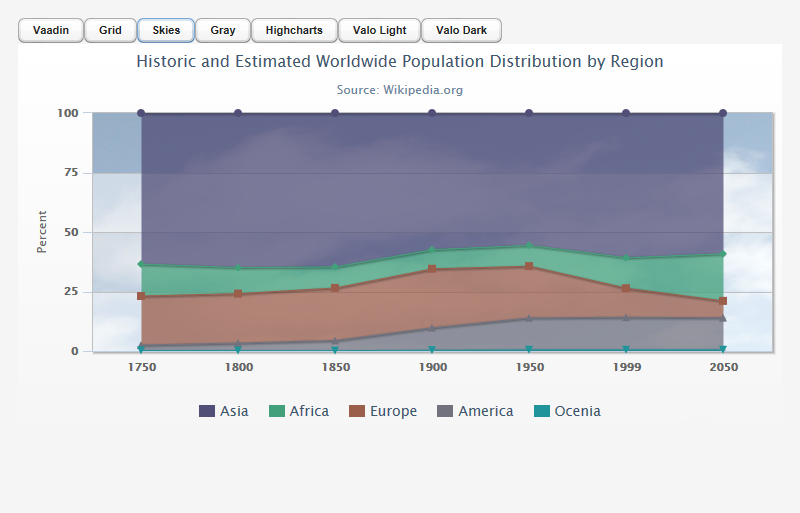 Vaadin Grid Skies Gray Highcharts Valo Light Valo Dark
Historic and Estimated Worldwide Population Distribution by Region
Source: Wikipedia.org
Percent
100
75
50
25
0
1750 1800 1850 1900 1950 1999 2050
Asia Africa Europe America Ocenia